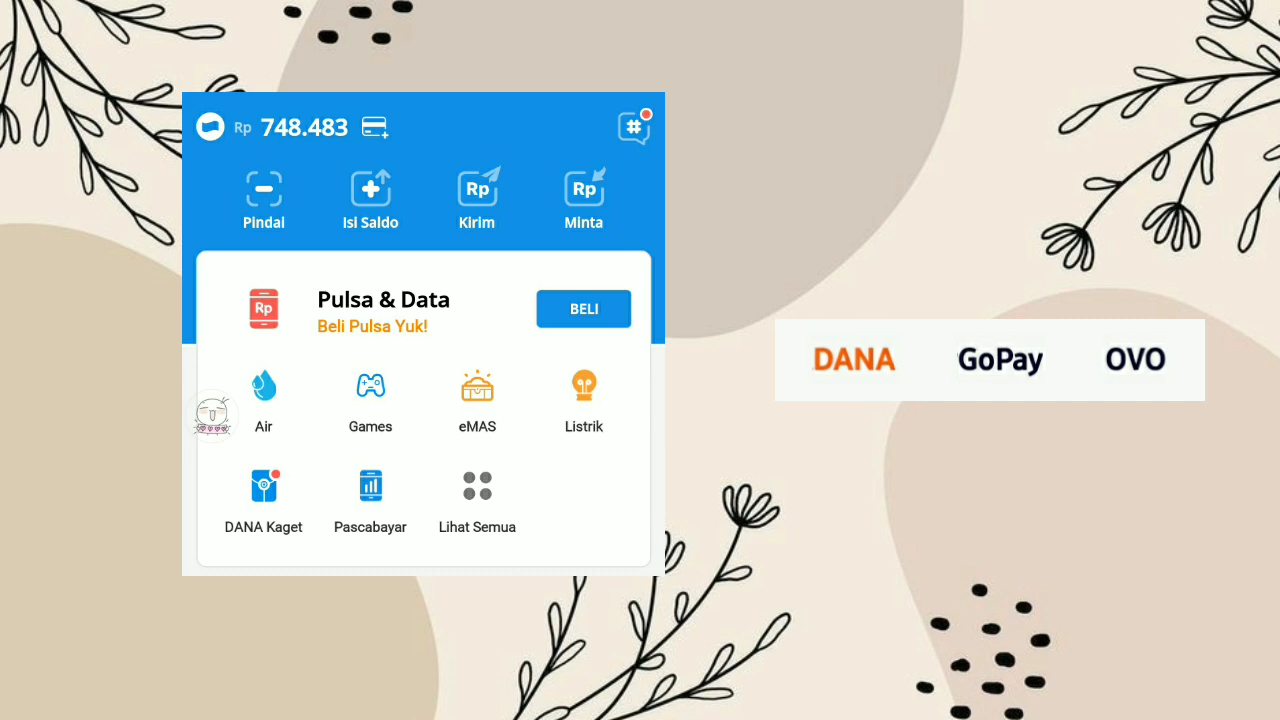 Rp 748.483
Pindai Isi Saldo Rp Kirim Rp Minta
Rp Pulsa & Data BELI
Beli Pulsa Yuk!
DANA GoPay OVO
Air Games eMAS Listrik
DANA Kaget Pascabayar Lihat Semua